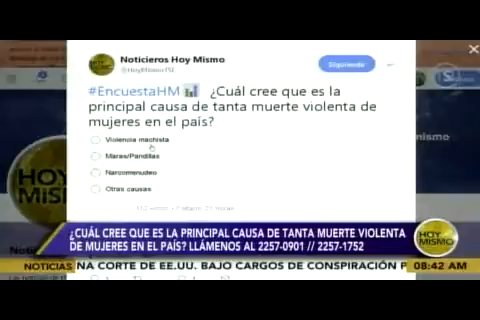 Noticieros Hoy Mismo
@HoyMismoTSI
Siguiendo
#EncuestaHM ¿Cuál cree que es la
principal causa de tanta muerte violenta de
mujeres en el país?
Violencia machista
Maras/Pandillas
Narcomenudeo
Otras causas
HOY
MISMO
¿CUÁL CREE QUE ES LA PRINCIPAL CAUSA DE TANTA MUERTE VIOLENTA
DE MUJERES EN EL PAÍS? LLÁMENOS AL 2257-0901 // 2257-1752
HOY
MISMO
NOTICIAS
NA CORTE DE EE.UU. BAJO CARGOS DE CONSPIRACIÓN P
08:42 AM